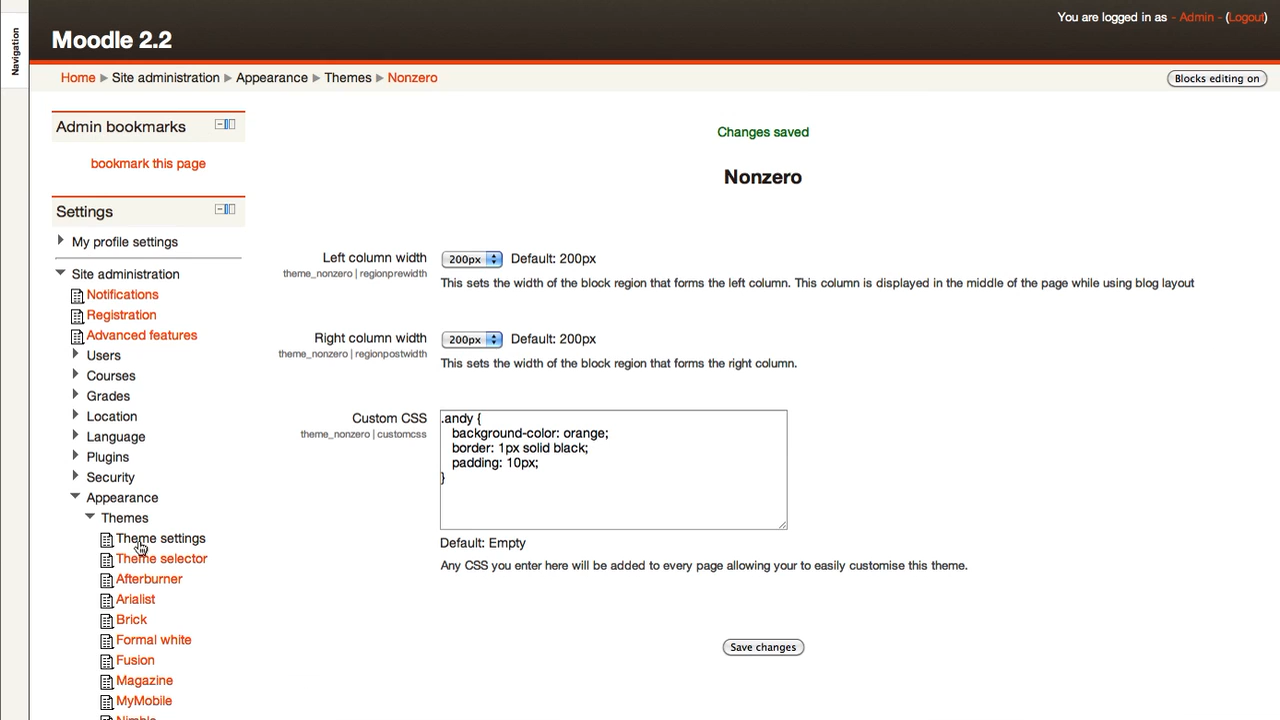 You are logged in as - Admin - (Logout)
Navigation
Moodle 2.2
Home ► Site administration ► Appearance ► Themes ► Nonzero
Blocks editing on
Admin bookmarks
bookmark this page
Settings
My profile settings
Site administration
Notifications
Registration
Advanced features
Users
Courses
Grades
Location
Language
Plugins
Security
Appearance
Themes
Theme settings
Theme selector
Afterburner
Arialist
Brick
Formal white
Fusion
Magazine
MyMobile
Nimble
Changes saved
Nonzero
Left column width
theme_nonzero | regionprewidth
200px Default: 200px
This sets the width of the block region that forms the left column. This column is displayed in the middle of the page while using blog layout
Right column width
theme_nonzero | regionpostwidth
200px Default: 200px
This sets the width of the block region that forms the right column.
Custom CSS
theme_nonzero | customcss
.andy {
background-color: orange;
border: 1px solid black;
padding: 10px;
}
Default: Empty
Any CSS you enter here will be added to every page allowing your to easily customise this theme.
Save changes